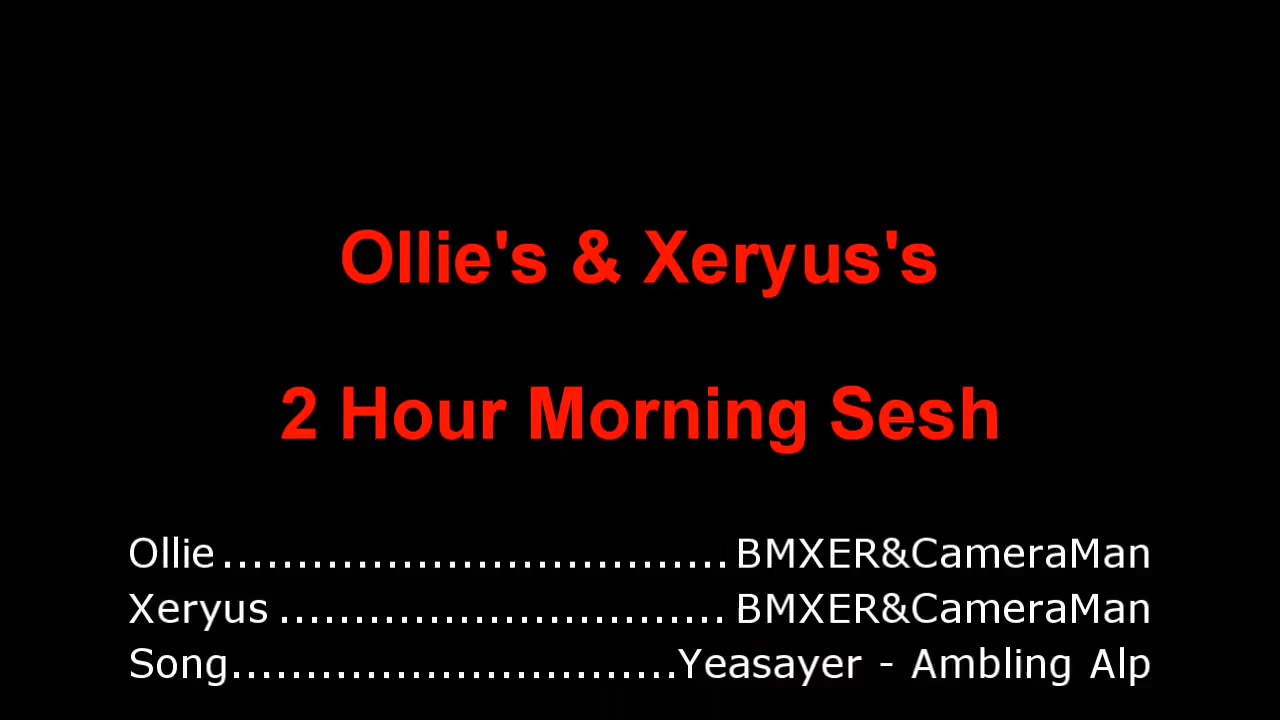 Ollie's & Xeryus's
2 Hour Morning Sesh
Ollie.................................. BMXER&CameraMan
Xeryus.............................. BMXER&CameraMan
Song..............................Yeasayer - Ambling Alp